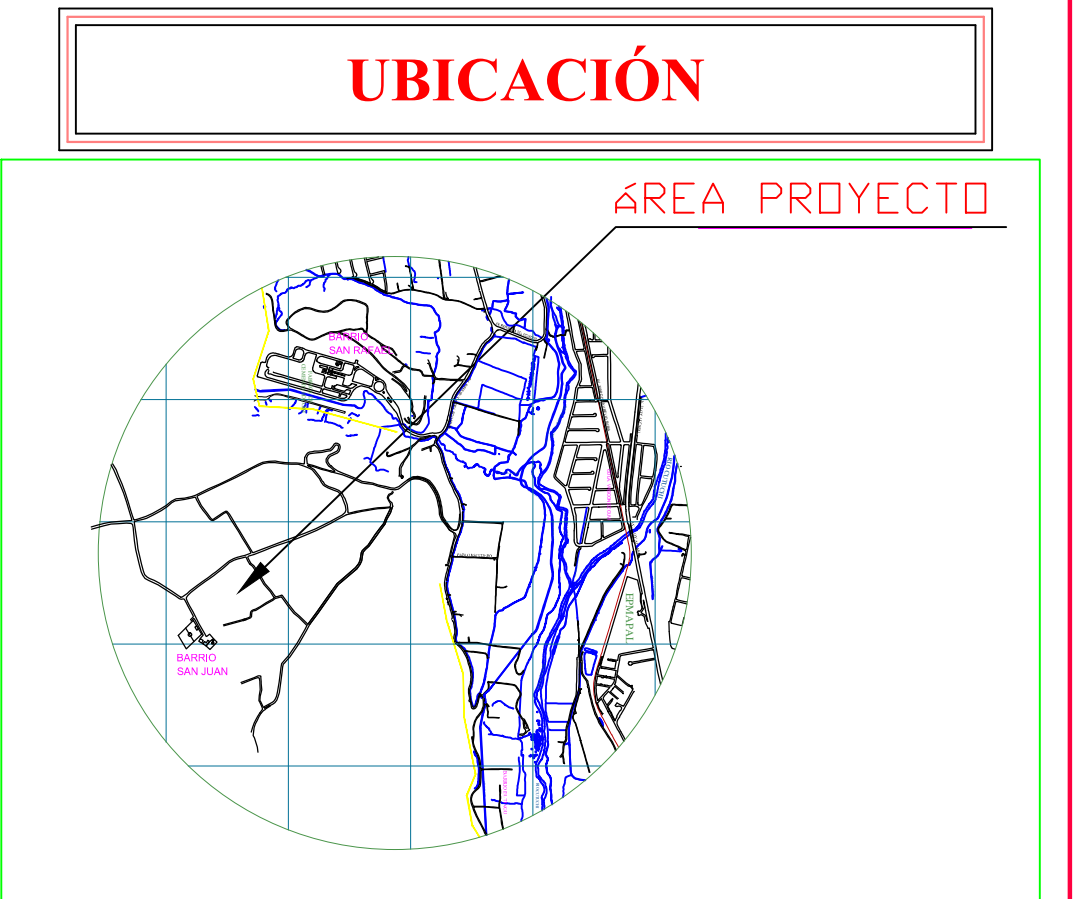 UBICACIÓN
áREA PROYECTO
BARRIO
SAN RAFAEL
EPMAPAL
BARRIO
SAN JUAN